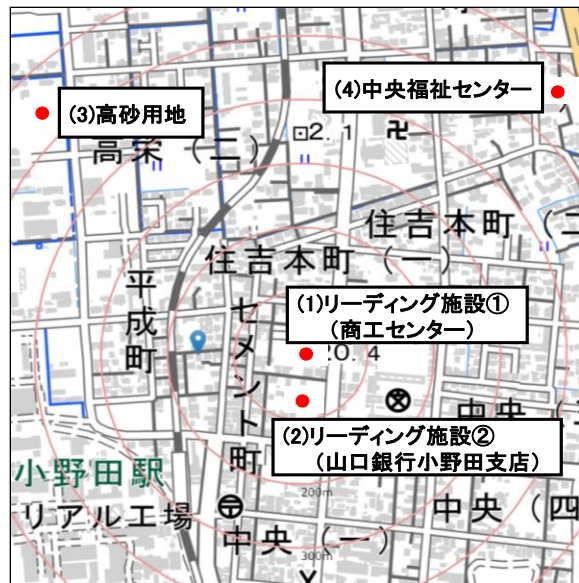 (4)中央福祉センター
(3)高砂用地
2.1
高栄（二）
住吉本町（二
住吉本町（一）
平成町
セメント町
(1)リーディング施設①
（商工センター）
20.4
(2)リーディング施設②
（山口銀行小野田支店）
中央（
小野田駅
200m
リアル工場
中央（四
中央（一）
300m